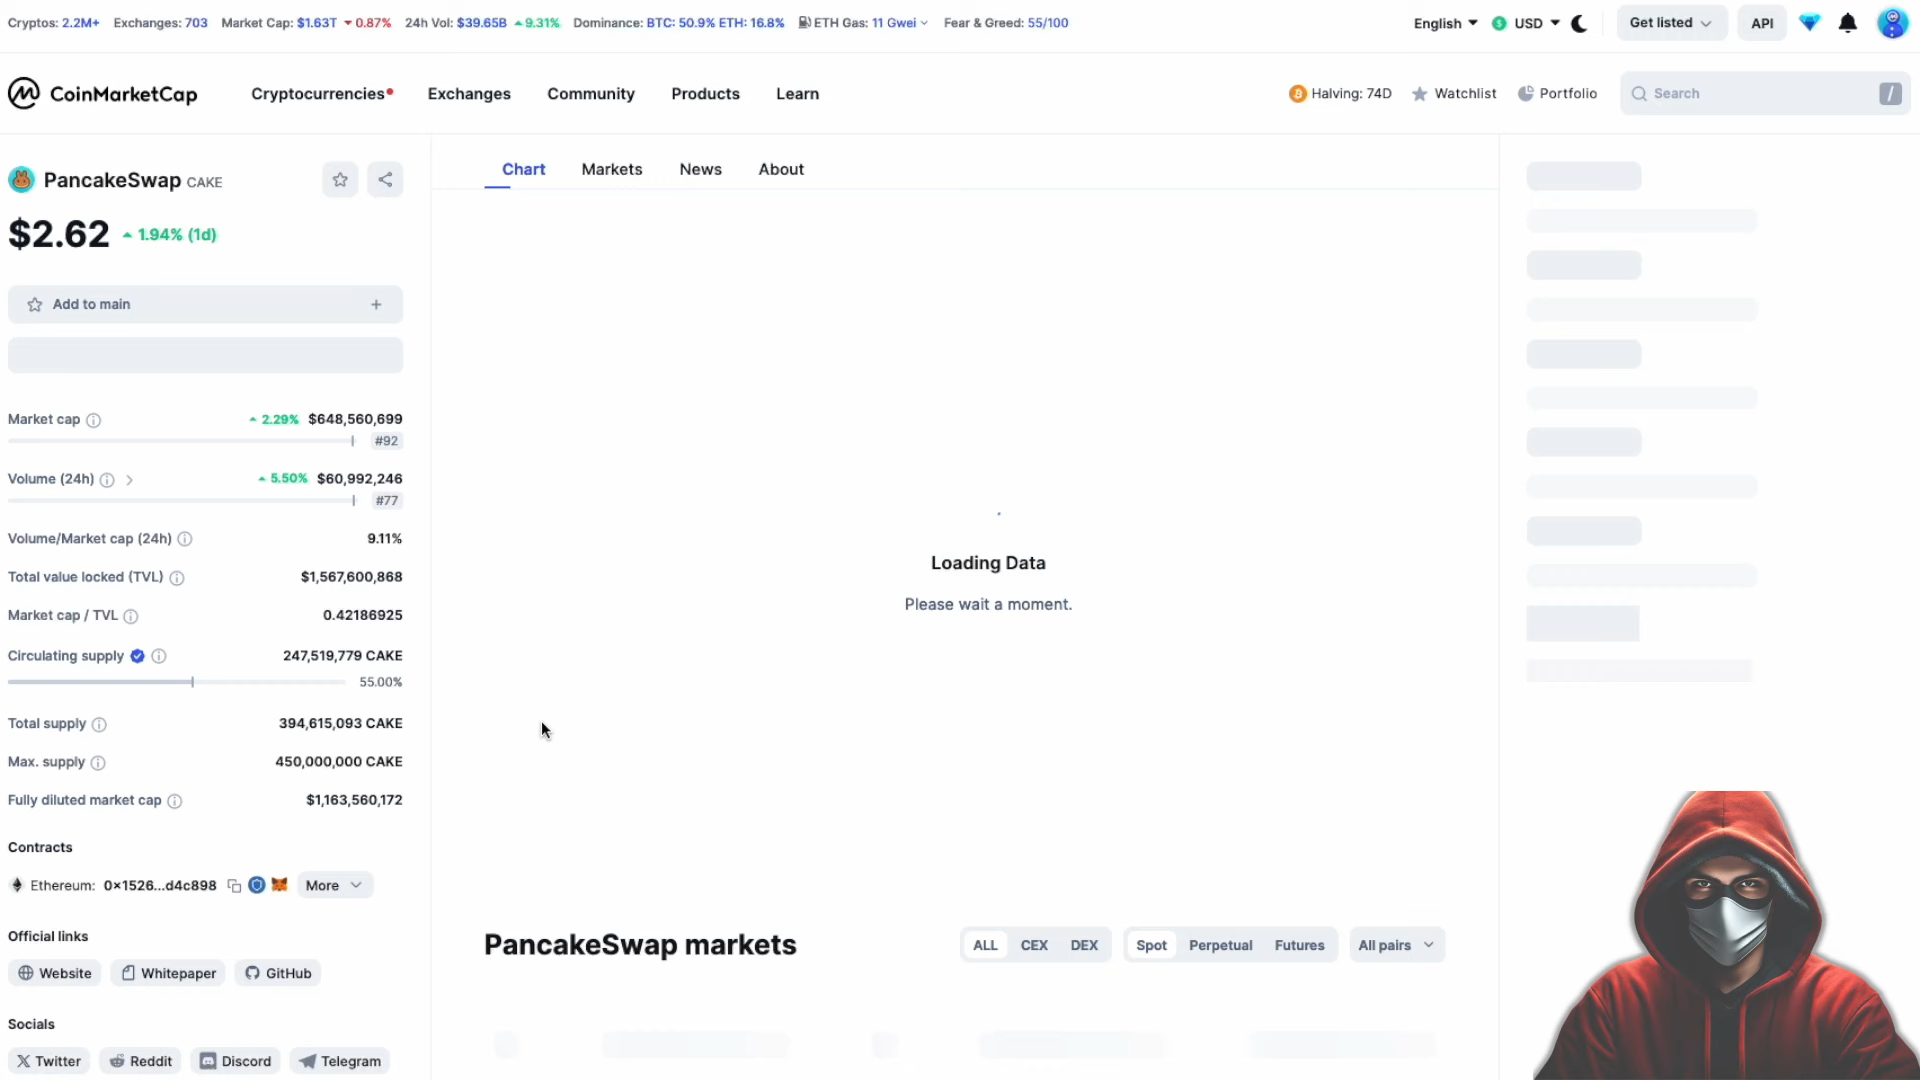 Cryptos: 2.2M+ Exchanges: 703 Market Cap: $1.63T 0.87% 24h Vol: $39.65B 9.31% Dominance: BTC: 50.9% ETH: 16.8% ETH Gas: 11 Gwei Fear & Greed: 55/100 English USD Get listed API
CoinMarketCap Cryptocurrencies Exchanges Community Products Learn Halving: 74D Watchlist Portfolio Search /
PancakeSwap CAKE
$2.62 1.94% (1d)
Add to main +
Market cap 2.29% $648,560,699
#92
Volume (24h) 5.50% $60,992,246
#77
Volume/Market cap (24h) 9.11%
Total value locked (TVL) $1,567,600,868
Market cap / TVL 0.42186925
Circulating supply 247,519,779 CAKE
55.00%
Total supply 394,615,093 CAKE
Max. supply 450,000,000 CAKE
Fully diluted market cap $1,163,560,172
Contracts
Ethereum: 0x1526...d4c898 More
Official links
Website Whitepaper GitHub
Socials
Twitter Reddit Discord Telegram
Chart Markets News About
Loading Data
Please wait a moment.
PancakeSwap markets ALL CEX DEX Spot Perpetual Futures All pairs